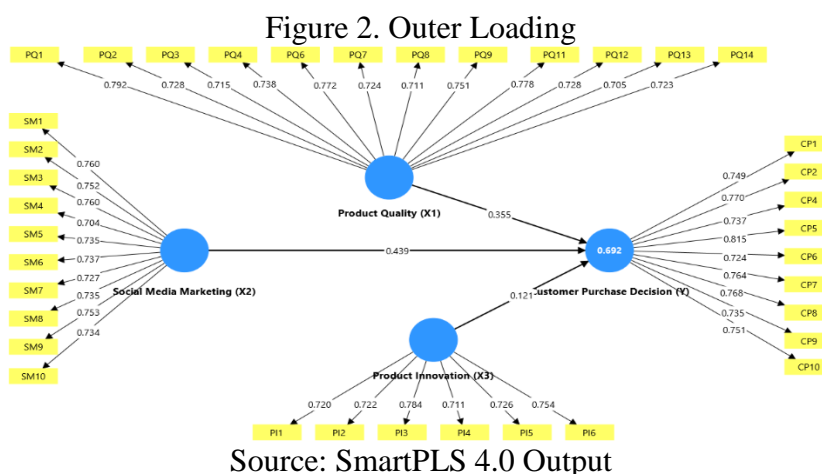 Figure 2. Outer Loading
PQ1 PQ2 PQ3 PQ4 PQ6 PQ7 PQ8 PQ9 PQ11 PQ12 PQ13 PQ14
0.792 0.728 0.715 0.738 0.772 0.724 0.711 0.751 0.778 0.728 0.705 0.723
Product Quality (X1)
SM1
SM2
SM3
SM4
SM5
SM6
SM7
SM8
SM9
SM10
0.760
0.752
0.760
0.704
0.735
0.737
0.727
0.735
0.753
0.734
Social Media Marketing (X2)
0.355
0.439
0.121
0.692
Customer Purchase Decision (Y)
0.749
0.770
0.737
0.815
0.724
0.764
0.768
0.735
0.751
CP1
CP2
CP4
CP5
CP6
CP7
CP8
CP9
CP10
Product Innovation (X3)
0.720 0.722 0.784 0.711 0.726 0.754
PI1 PI2 PI3 PI4 PI5 PI6
Source: SmartPLS 4.0 Output